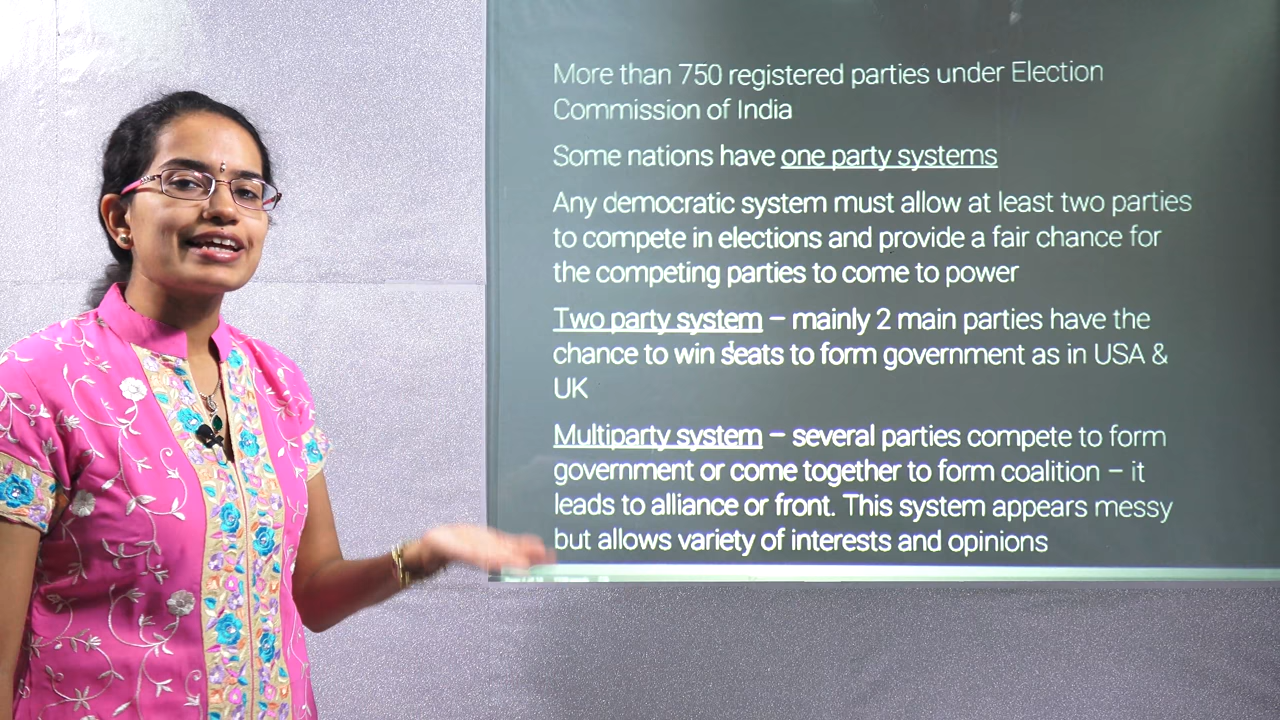 More than 750 registered parties under Election
Commission of India
Some nations have one party systems
Any democratic system must allow at least two parties
to compete in elections and provide a fair chance for
the competing parties to come to power
Two party system – mainly 2 main parties have the
chance to win seats to form government as in USA &
UK
Multiparty system – several parties compete to form
government or come together to form coalition – it
leads to alliance or front. This system appears messy
but allows variety of interests and opinions